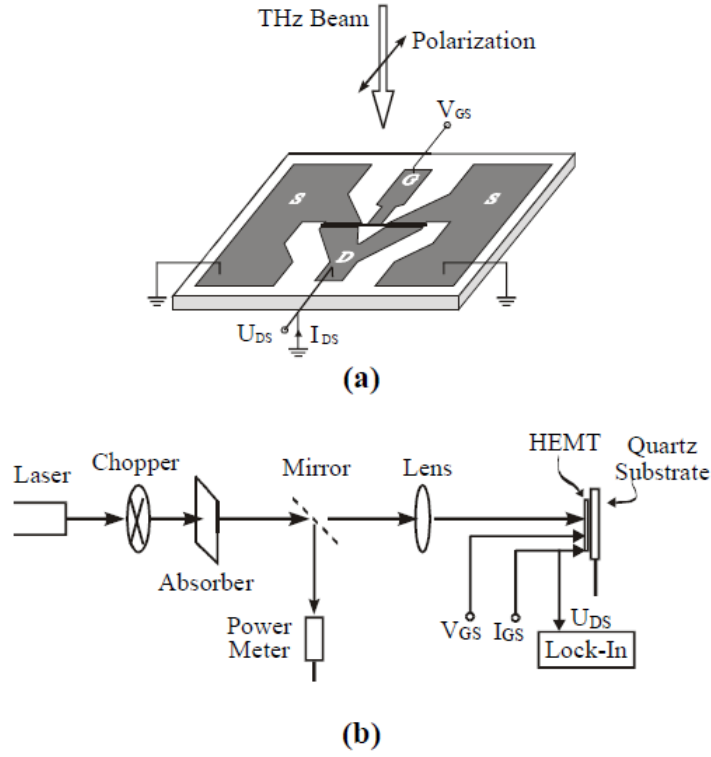 THz Beam
Polarization
VGS
G
S
S
D
UDS
IDS
(a)
HEMT
Quartz
Substrate
Laser
Chopper
Mirror
Lens
Absorber
Power
Meter
VGS
IGS
UDS
Lock-In
(b)